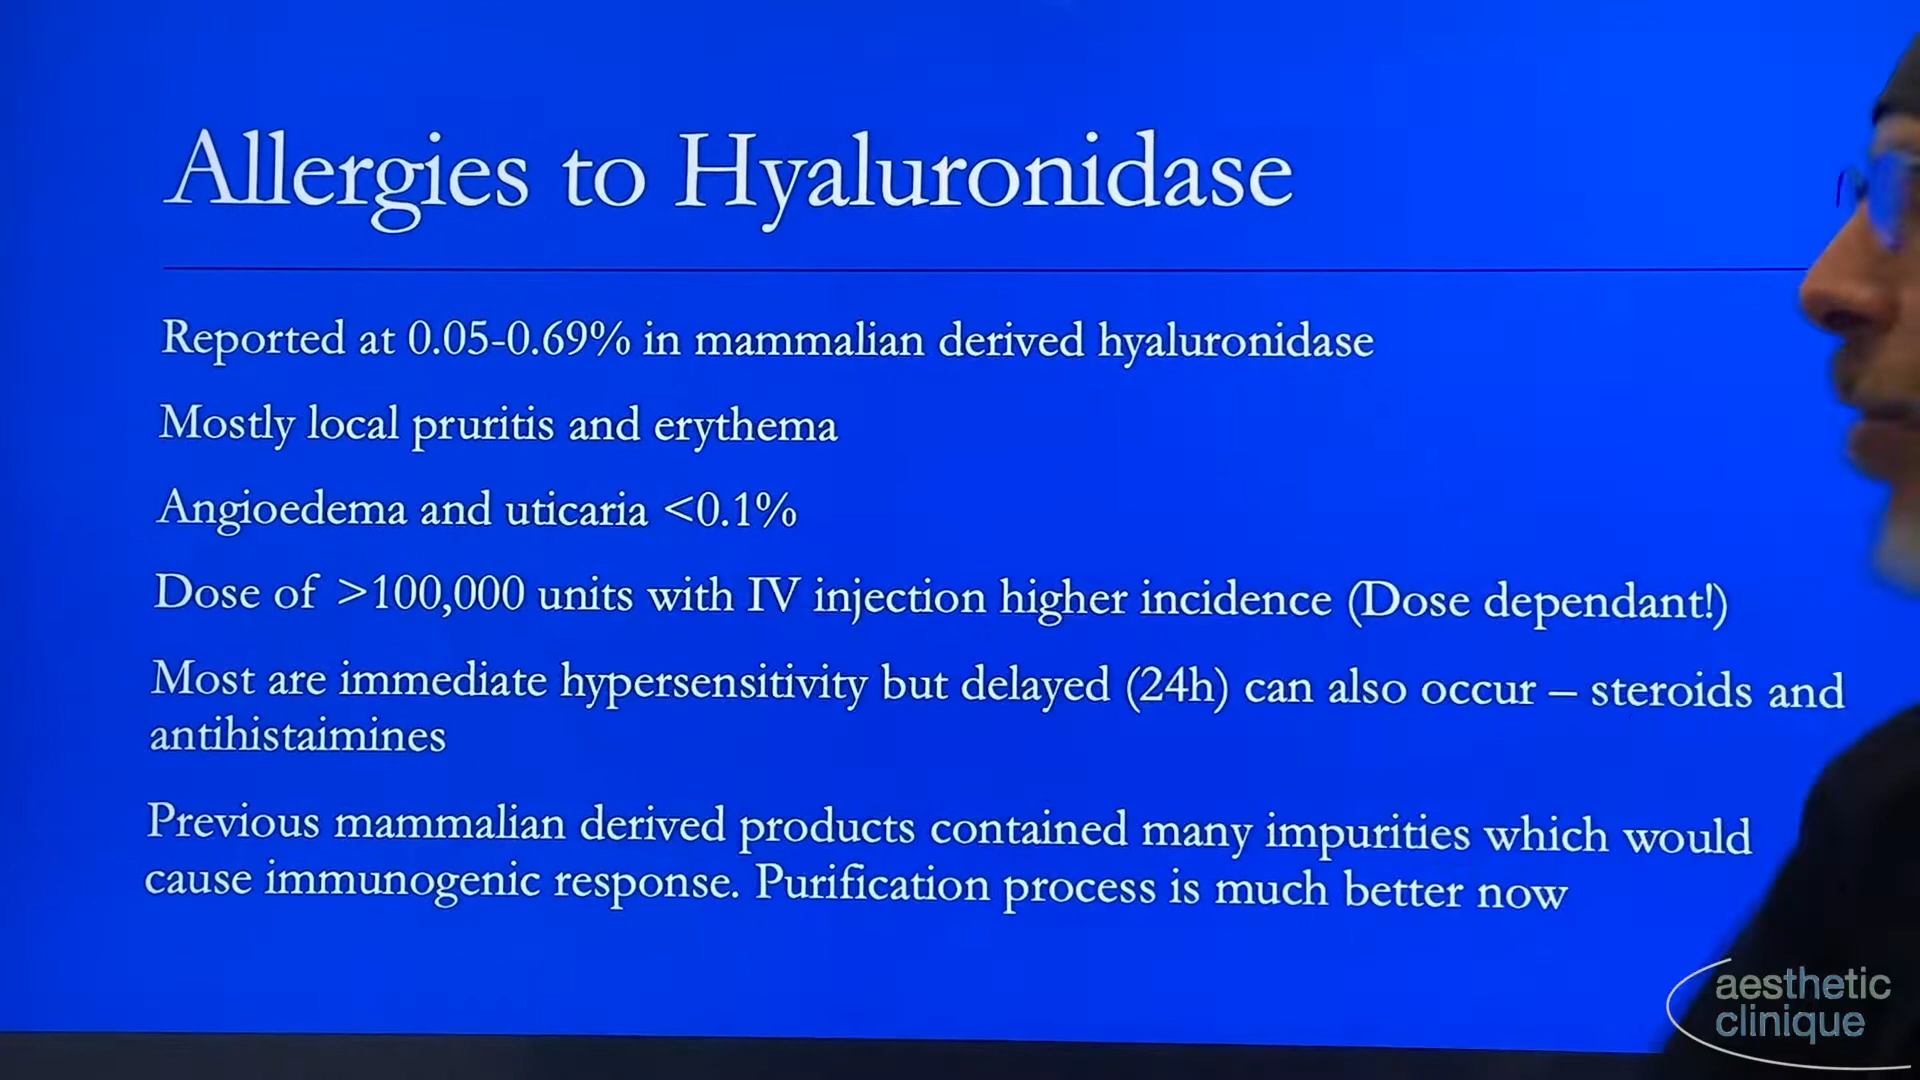 Allergies to Hyaluronidase
Reported at 0.05-0.69% in mammalian derived hyaluronidase
Mostly local pruritis and erythema
Angioedema and uticaria <0.1%
Dose of >100,000 units with IV injection higher incidence (Dose dependant!)
Most are immediate hypersensitivity but delayed (24h) can also occur – steroids and
antihistaimines
Previous mammalian derived products contained many impurities which would
cause immunogenic response. Purification process is much better now
aesthetic
clinique